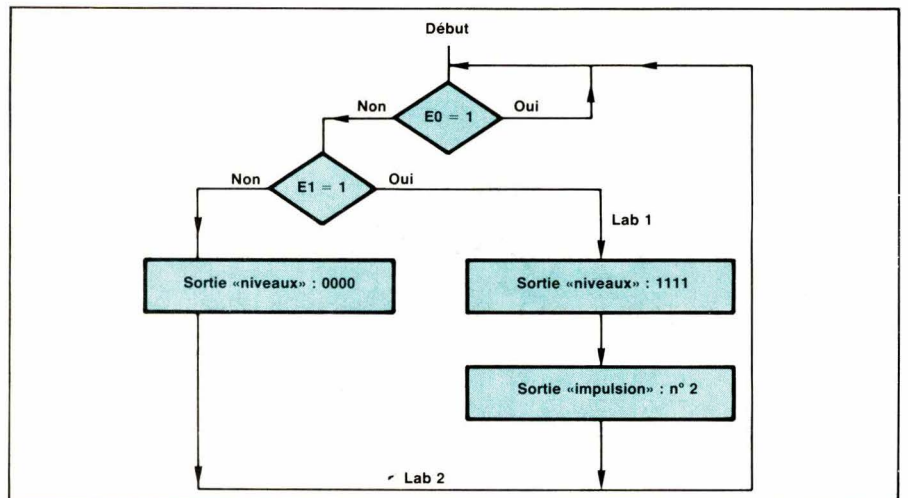 Début
Non
E0 = 1
Oui
Non
E1 = 1
Oui
Lab 1
Sortie «niveaux» : 0000
Sortie «niveaux» : 1111
Sortie «impulsion» : n° 2
Lab 2